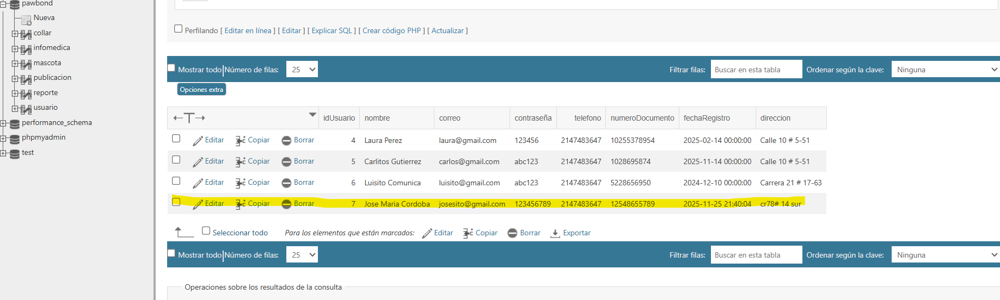 pawbond
Nueva
collar
infomedica
mascota
publicacion
reporte
usuario
performance_schema
phpmyadmin
test
Perfilando [ Editar en línea ] [ Editar ] [ Explicar SQL ] [ Crear código PHP ] [ Actualizar ]
Mostrar todo Número de filas: 25 Filtrar filas: Buscar en esta tabla Ordenar según la clave: Ninguna
Opciones extra
←T→ idUsuario nombre correo contraseña telefono numeroDocumento fechaRegistro direccion
Editar Copiar Borrar 4 Laura Perez laura@gmail.com 123456 2147483647 10255378954 2025-02-14 00:00:00 Calle 10 # 5-51
Editar Copiar Borrar 5 Carlitos Gutierrez carlos@gmail.com abc123 2147483647 1028695874 2025-11-14 00:00:00 Calle 10 # 5-51
Editar Copiar Borrar 6 Luisito Comunica luisito@gmail.com abc123 2147483647 5228656950 2024-12-10 00:00:00 Carrera 21 # 17-63
Editar Copiar Borrar 7 Jose Maria Cordoba josesito@gmail.com 123456789 2147483647 12548655789 2025-11-25 21:40:04 cr78# 14 sur
Seleccionar todo Para los elementos que están marcados: Editar Copiar Borrar Exportar
Mostrar todo Número de filas: 25 Filtrar filas: Buscar en esta tabla Ordenar según la clave: Ninguna
Operaciones sobre los resultados de la consulta